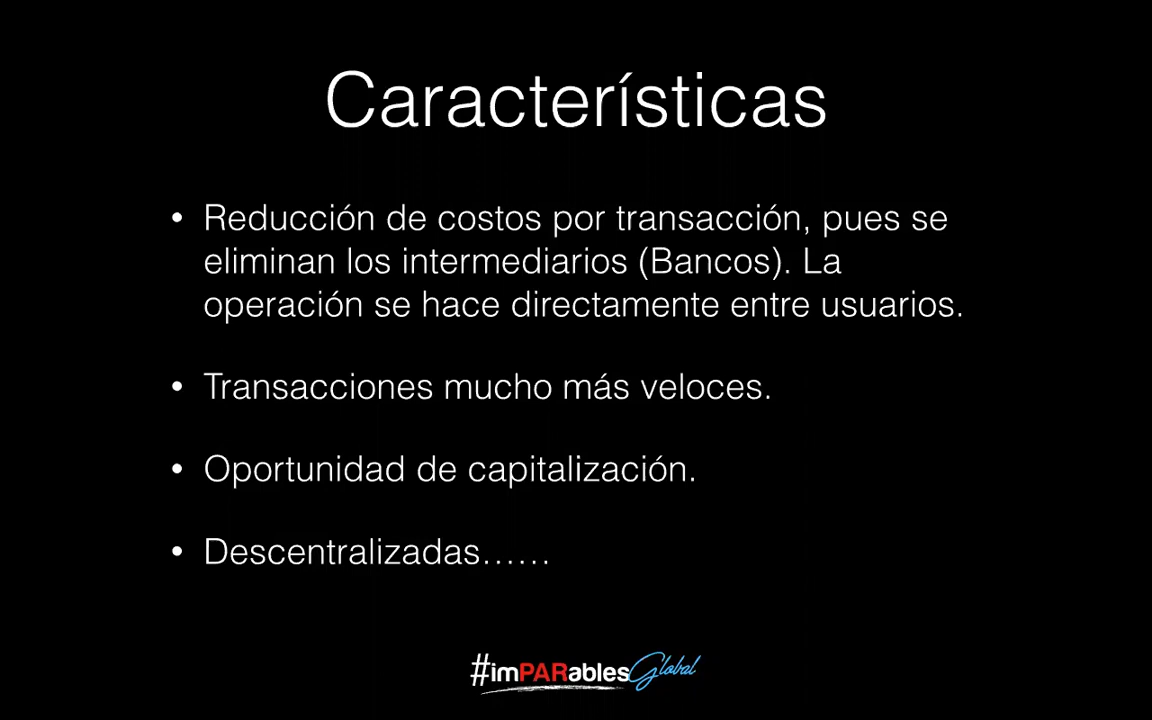 Características
• Reducción de costos por transacción, pues se
eliminan los intermediarios (Bancos). La
operación se hace directamente entre usuarios.
• Transacciones mucho más veloces.
• Oportunidad de capitalización.
• Descentralizadas......
#imPARablesGlobal